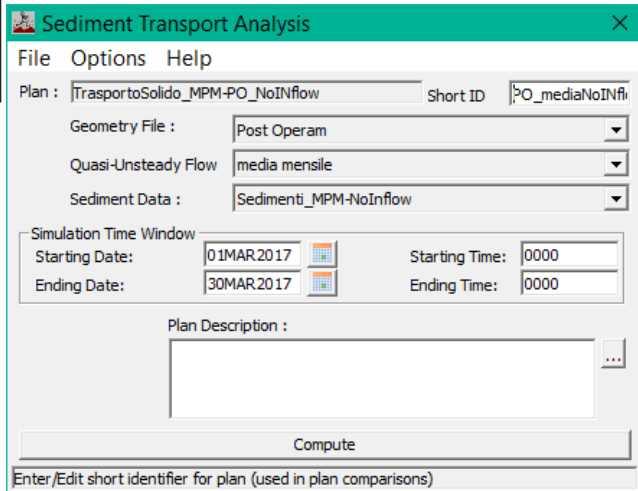 Sediment Transport Analysis
File Options Help
Plan : TrasportoSolido_MPM-PO_NoINflow Short ID PO_mediaNoINfl
Geometry File : Post Operam
Quasi-Unsteady Flow media mensile
Sediment Data : Sedimenti_MPM-NoInflow
Simulation Time Window
Starting Date: 01MAR2017 Starting Time: 0000
Ending Date: 30MAR2017 Ending Time: 0000
Plan Description :
...
Compute
Enter/Edit short identifier for plan (used in plan comparisons)